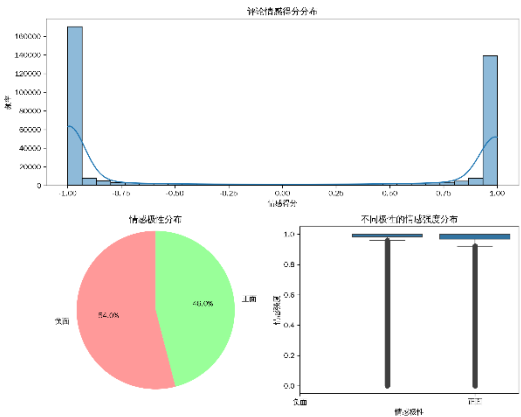 评论情感得分分布
频率
160000
140000
120000
100000
80000
60000
40000
20000
0
-1.00
-0.75
-0.50
-0.25
0.00
0.25
0.50
0.75
1.00
情感得分
情感极性分布
负面
54.0%
46.0%
正面
不同极性的情感强度分布
情感强度
1.0
0.8
0.6
0.4
0.2
0.0
负面
正面
情感极性